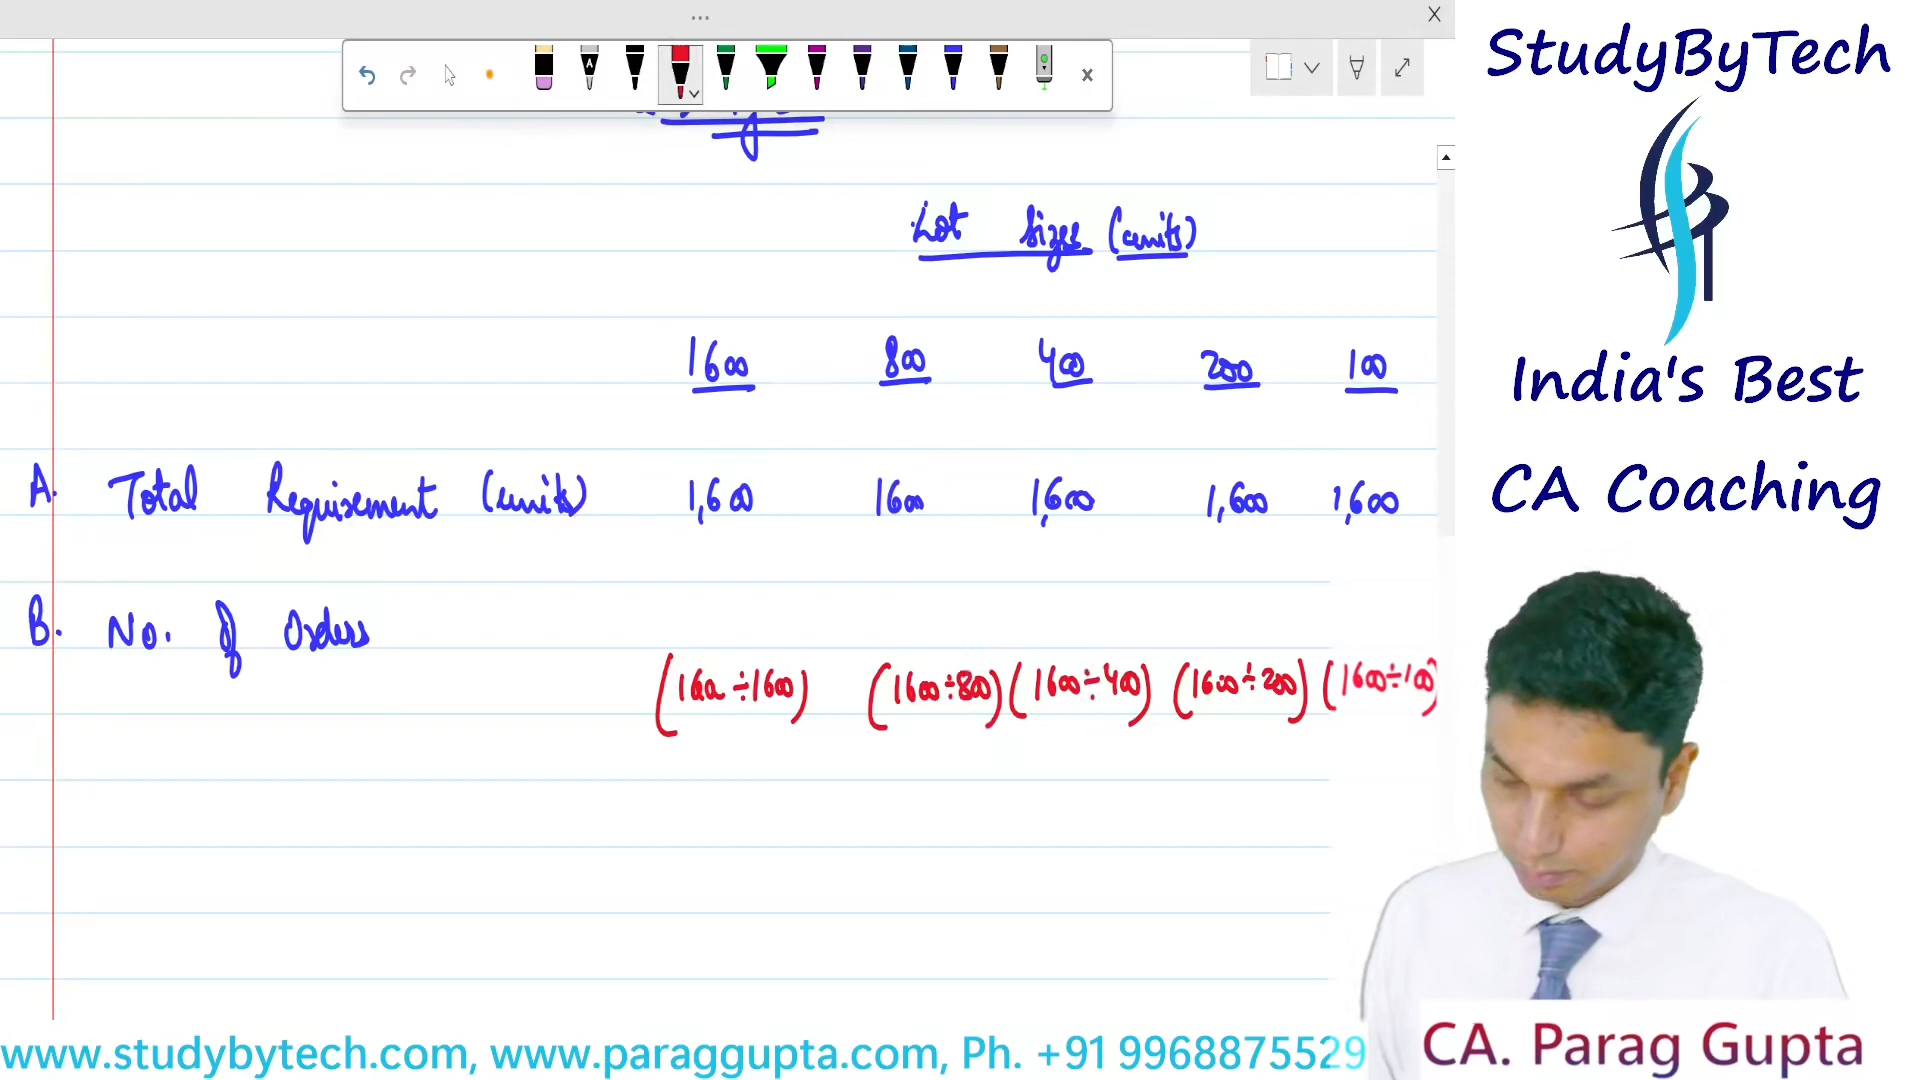 StudyByTech
Lot Sizes (units)
1600 800 400 200 100
India's Best
CA Coaching
A. Total Requirement (units) 1,600 1600 1,600 1,600 1,600
B. No. of Orders
(1600 ÷ 1600) (1600 ÷ 800) (1600 ÷ 400) (1600 ÷ 200) (1600 ÷ 100)
www.studybytech.com, www.paraggupta.com, Ph. +91 9968875529
CA. Parag Gupta